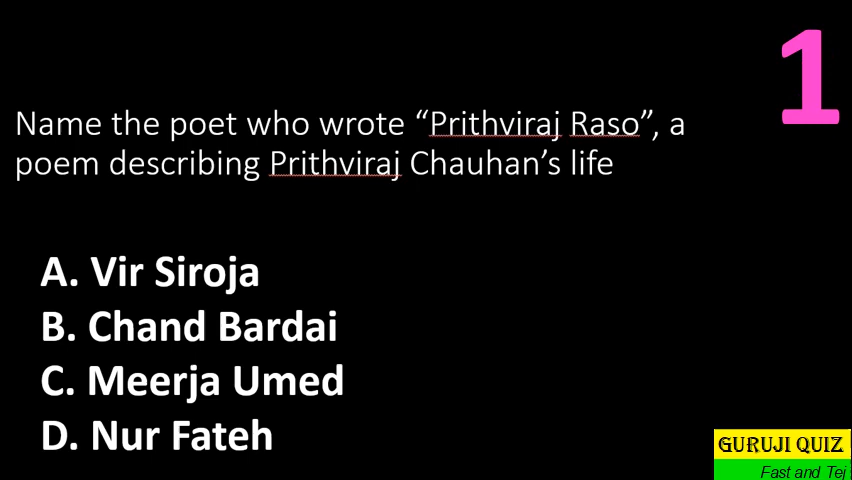 1
Name the poet who wrote “Prithviraj Raso”, a
poem describing Prithviraj Chauhan’s life
A. Vir Siroja
B. Chand Bardai
C. Meerja Umed
D. Nur Fateh
GURUJI QUIZ
Fast and Tej